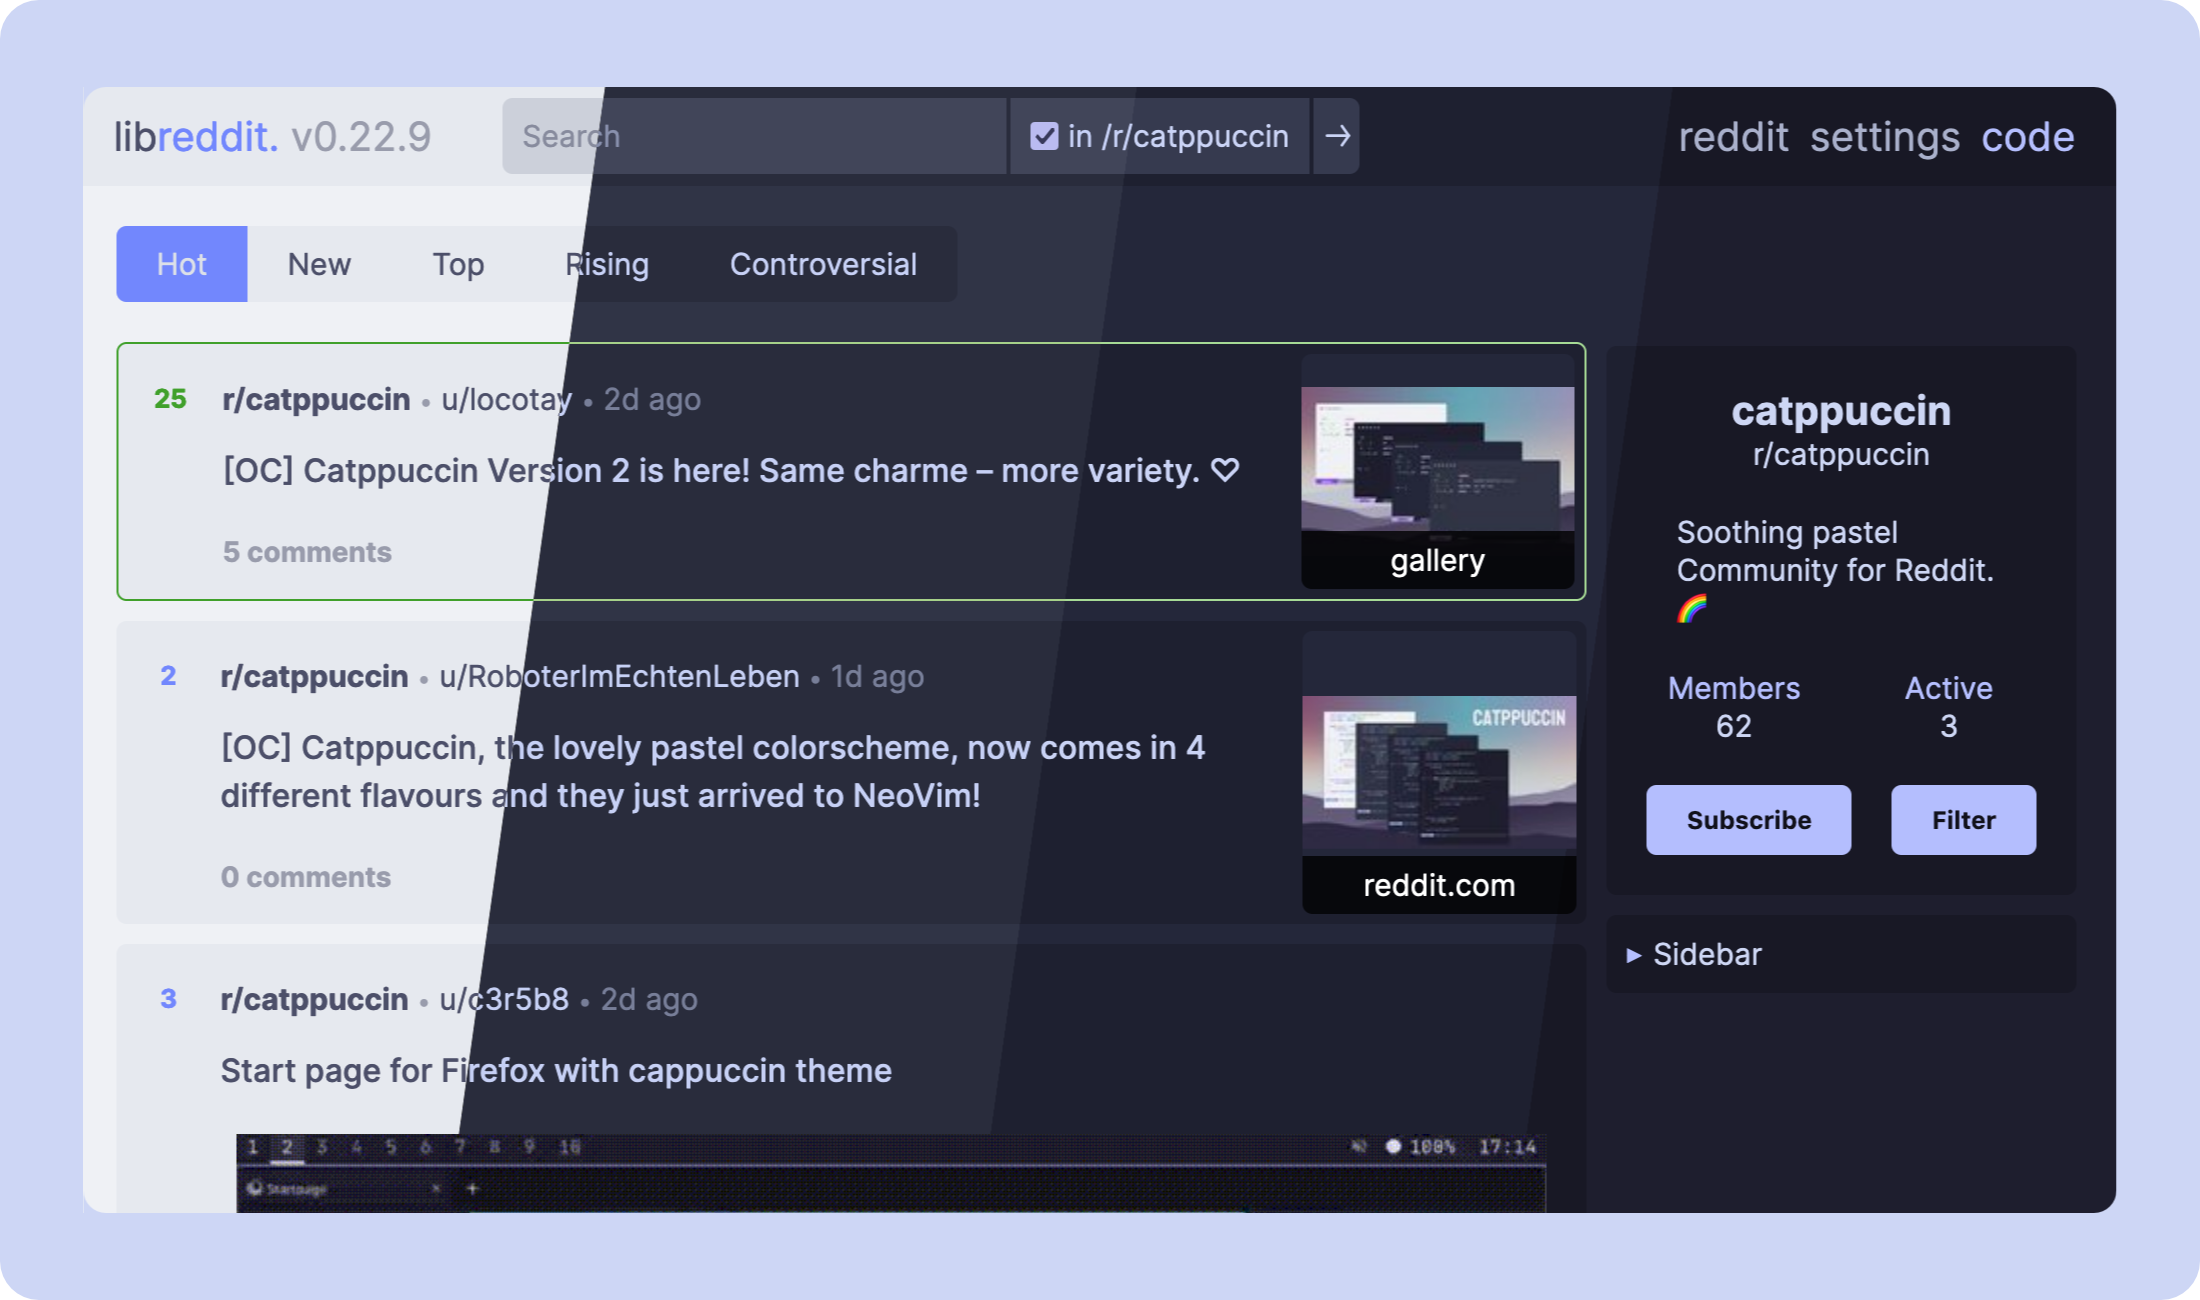 libreddit. v0.22.9
Search
in /r/catppuccin
reddit settings code
Hot New Top Rising Controversial
25 r/catppuccin • u/locotay • 2d ago
[OC] Catppuccin Version 2 is here! Same charme – more variety. ♡
5 comments
gallery
2 r/catppuccin • u/RoboterImEchtenLeben • 1d ago
[OC] Catppuccin, the lovely pastel colorscheme, now comes in 4
different flavours and they just arrived to NeoVim!
0 comments
CATPPUCCIN
reddit.com
3 r/catppuccin • u/c3r5b8 • 2d ago
Start page for Firefox with cappuccin theme
1 2 3 4 5 6 7 8 9 10
100% 17:14
Startpage × +
catppuccin
r/catppuccin
Soothing pastel
Community for Reddit.
🌈
Members Active
62 3
Subscribe Filter
▸ Sidebar